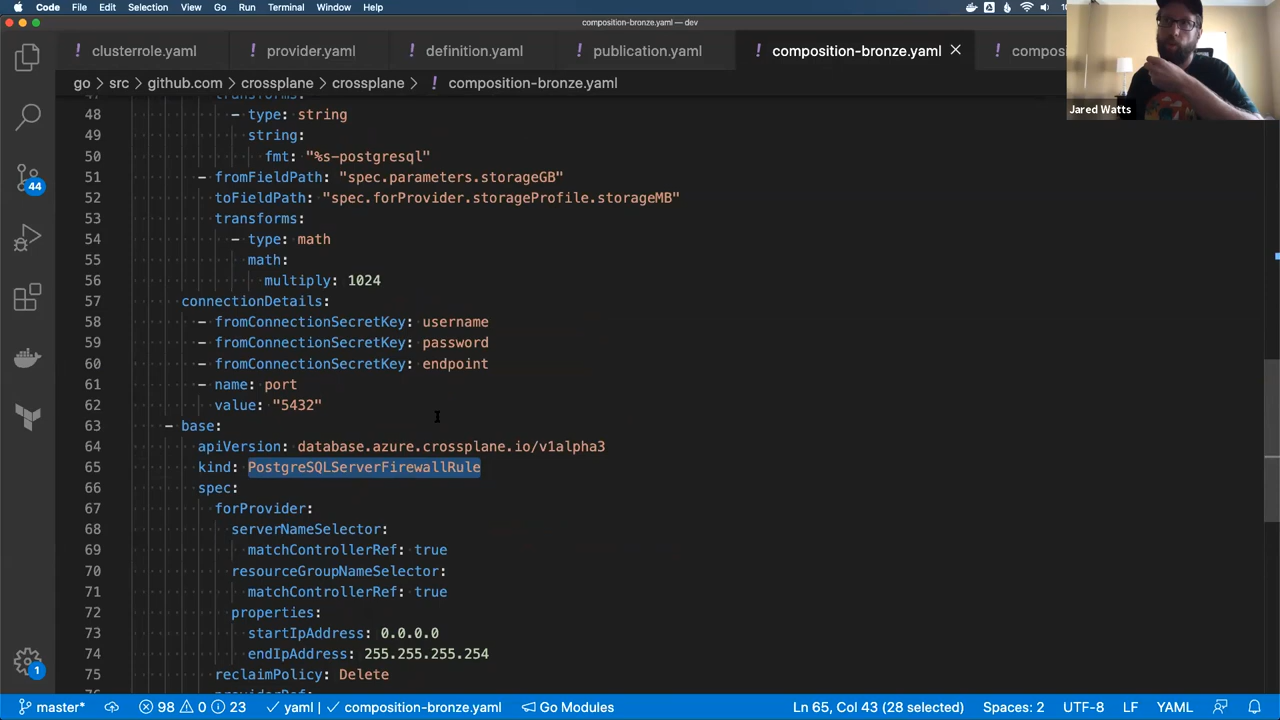 Code File Edit Selection View Go Run Terminal Window Help
composition-bronze.yaml — dev
! clusterrole.yaml ! provider.yaml ! definition.yaml ! publication.yaml ! composition-bronze.yaml ! compos
go > src > github.com > crossplane > crossplane > ! composition-bronze.yaml
Jared Watts
47 transforms:
48 - type: string
49 string:
50 fmt: "%s-postgresql"
51 - fromFieldPath: "spec.parameters.storageGB"
52 toFieldPath: "spec.forProvider.storageProfile.storageMB"
53 transforms:
54 - type: math
55 math:
56 multiply: 1024
57 connectionDetails:
58 - fromConnectionSecretKey: username
59 - fromConnectionSecretKey: password
60 - fromConnectionSecretKey: endpoint
61 - name: port
62 value: "5432"
63 - base:
64 apiVersion: database.azure.crossplane.io/v1alpha3
65 kind: PostgreSQLServerFirewallRule
66 spec:
67 forProvider:
68 serverNameSelector:
69 matchControllerRef: true
70 resourceGroupNameSelector:
71 matchControllerRef: true
72 properties:
73 startIpAddress: 0.0.0.0
74 endIpAddress: 255.255.255.254
75 reclaimPolicy: Delete
76 providerRef:
44
1
master* 98 0 23 yaml | composition-bronze.yaml Go Modules Ln 65, Col 43 (28 selected) Spaces: 2 UTF-8 LF YAML